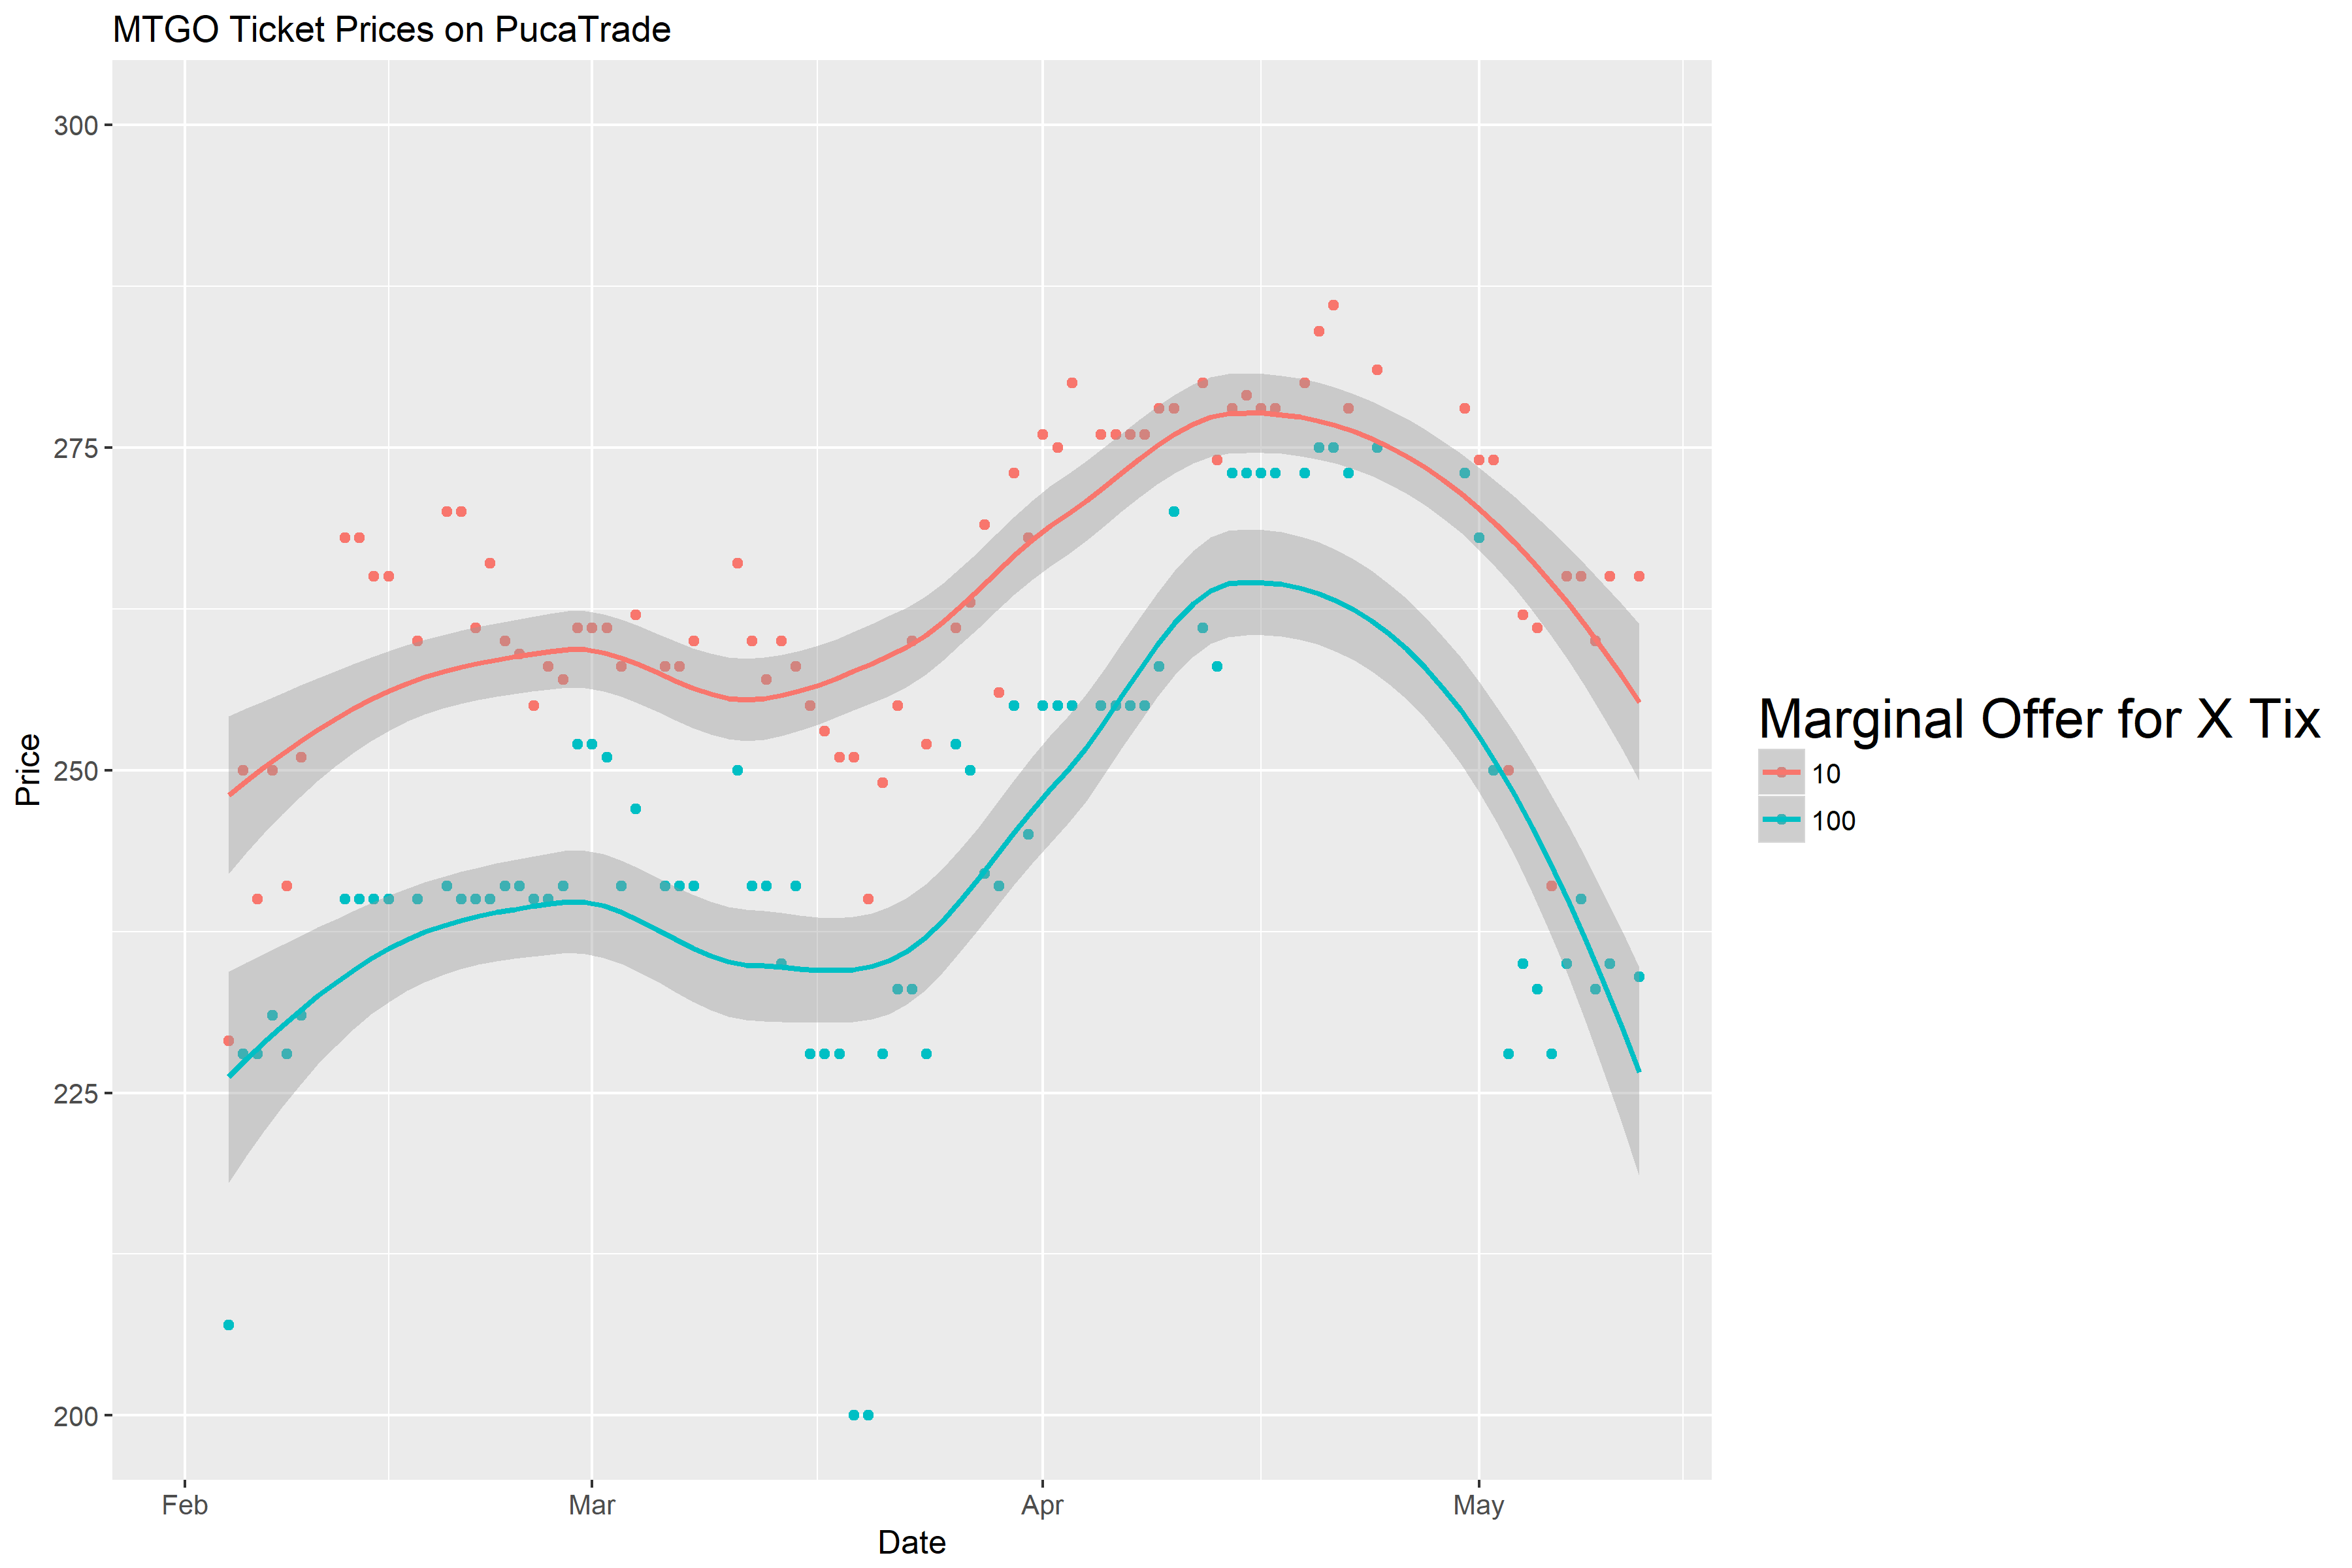 MTGO Ticket Prices on PucaTrade
300
275
250
225
200
Price
Feb
Mar
Apr
May
Date
Marginal Offer for X Tix
10
100